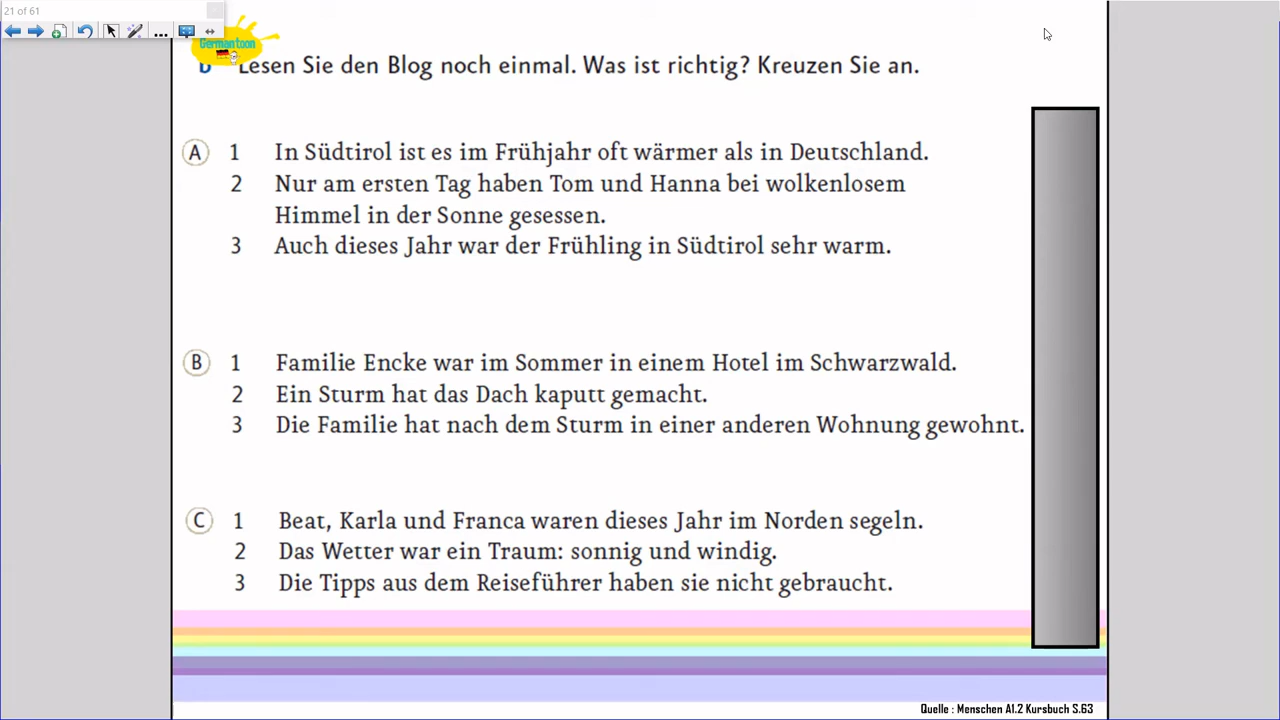 21 of 61
Germantoon
b Lesen Sie den Blog noch einmal. Was ist richtig? Kreuzen Sie an.
A 1 In Südtirol ist es im Frühjahr oft wärmer als in Deutschland.
2 Nur am ersten Tag haben Tom und Hanna bei wolkenlosem
Himmel in der Sonne gesessen.
3 Auch dieses Jahr war der Frühling in Südtirol sehr warm.
B 1 Familie Encke war im Sommer in einem Hotel im Schwarzwald.
2 Ein Sturm hat das Dach kaputt gemacht.
3 Die Familie hat nach dem Sturm in einer anderen Wohnung gewohnt.
C 1 Beat, Karla und Franca waren dieses Jahr im Norden segeln.
2 Das Wetter war ein Traum: sonnig und windig.
3 Die Tipps aus dem Reiseführer haben sie nicht gebraucht.
Quelle : Menschen A1.2 Kursbuch S.63